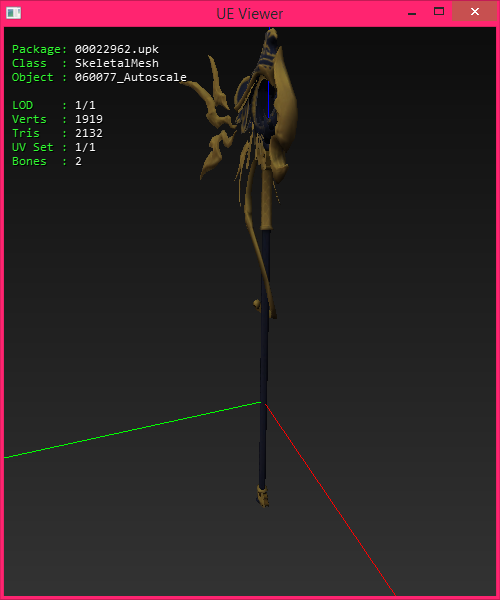 UE Viewer
Package: 00022962.upk
Class  : SkeletalMesh
Object : 060077_Autoscale
LOD    : 1/1
Verts  : 1919
Tris   : 2132
UV Set : 1/1
Bones  : 2